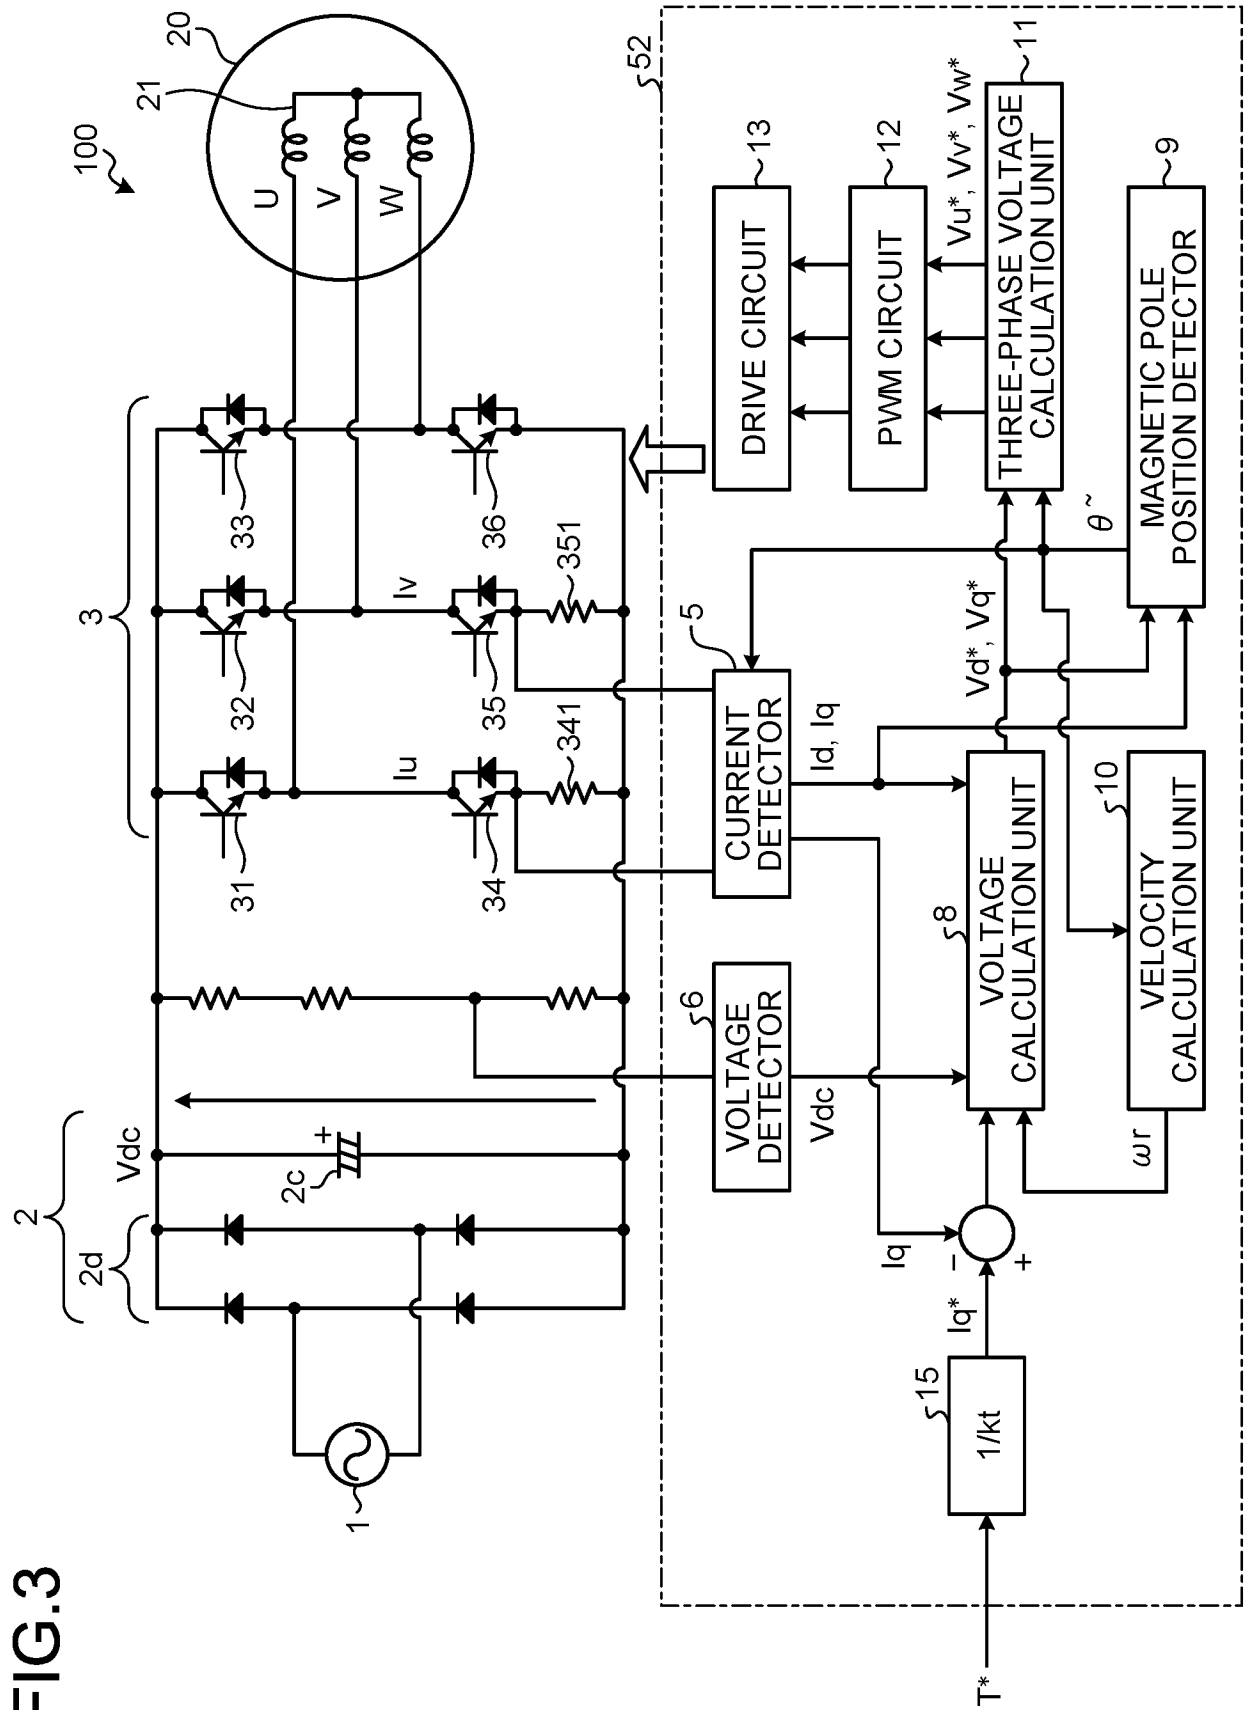 FIG.3
100
20
21
U
V
W
2
2d
Vdc
2c
+
1
3
31
32
33
Iu
Iv
34
341
35
351
36
52
6
VOLTAGE
DETECTOR
Vdc
5
CURRENT
DETECTOR
Id, Iq
13
DRIVE CIRCUIT
12
PWM CIRCUIT
Vu*, Vv*, Vw*
11
THREE-PHASE VOLTAGE
CALCULATION UNIT
T*
15
1/kt
Iq*
Iq
−
+
8
VOLTAGE
CALCULATION UNIT
Vd*, Vq*
θ~
ωr
10
VELOCITY
CALCULATION UNIT
9
MAGNETIC POLE
POSITION DETECTOR